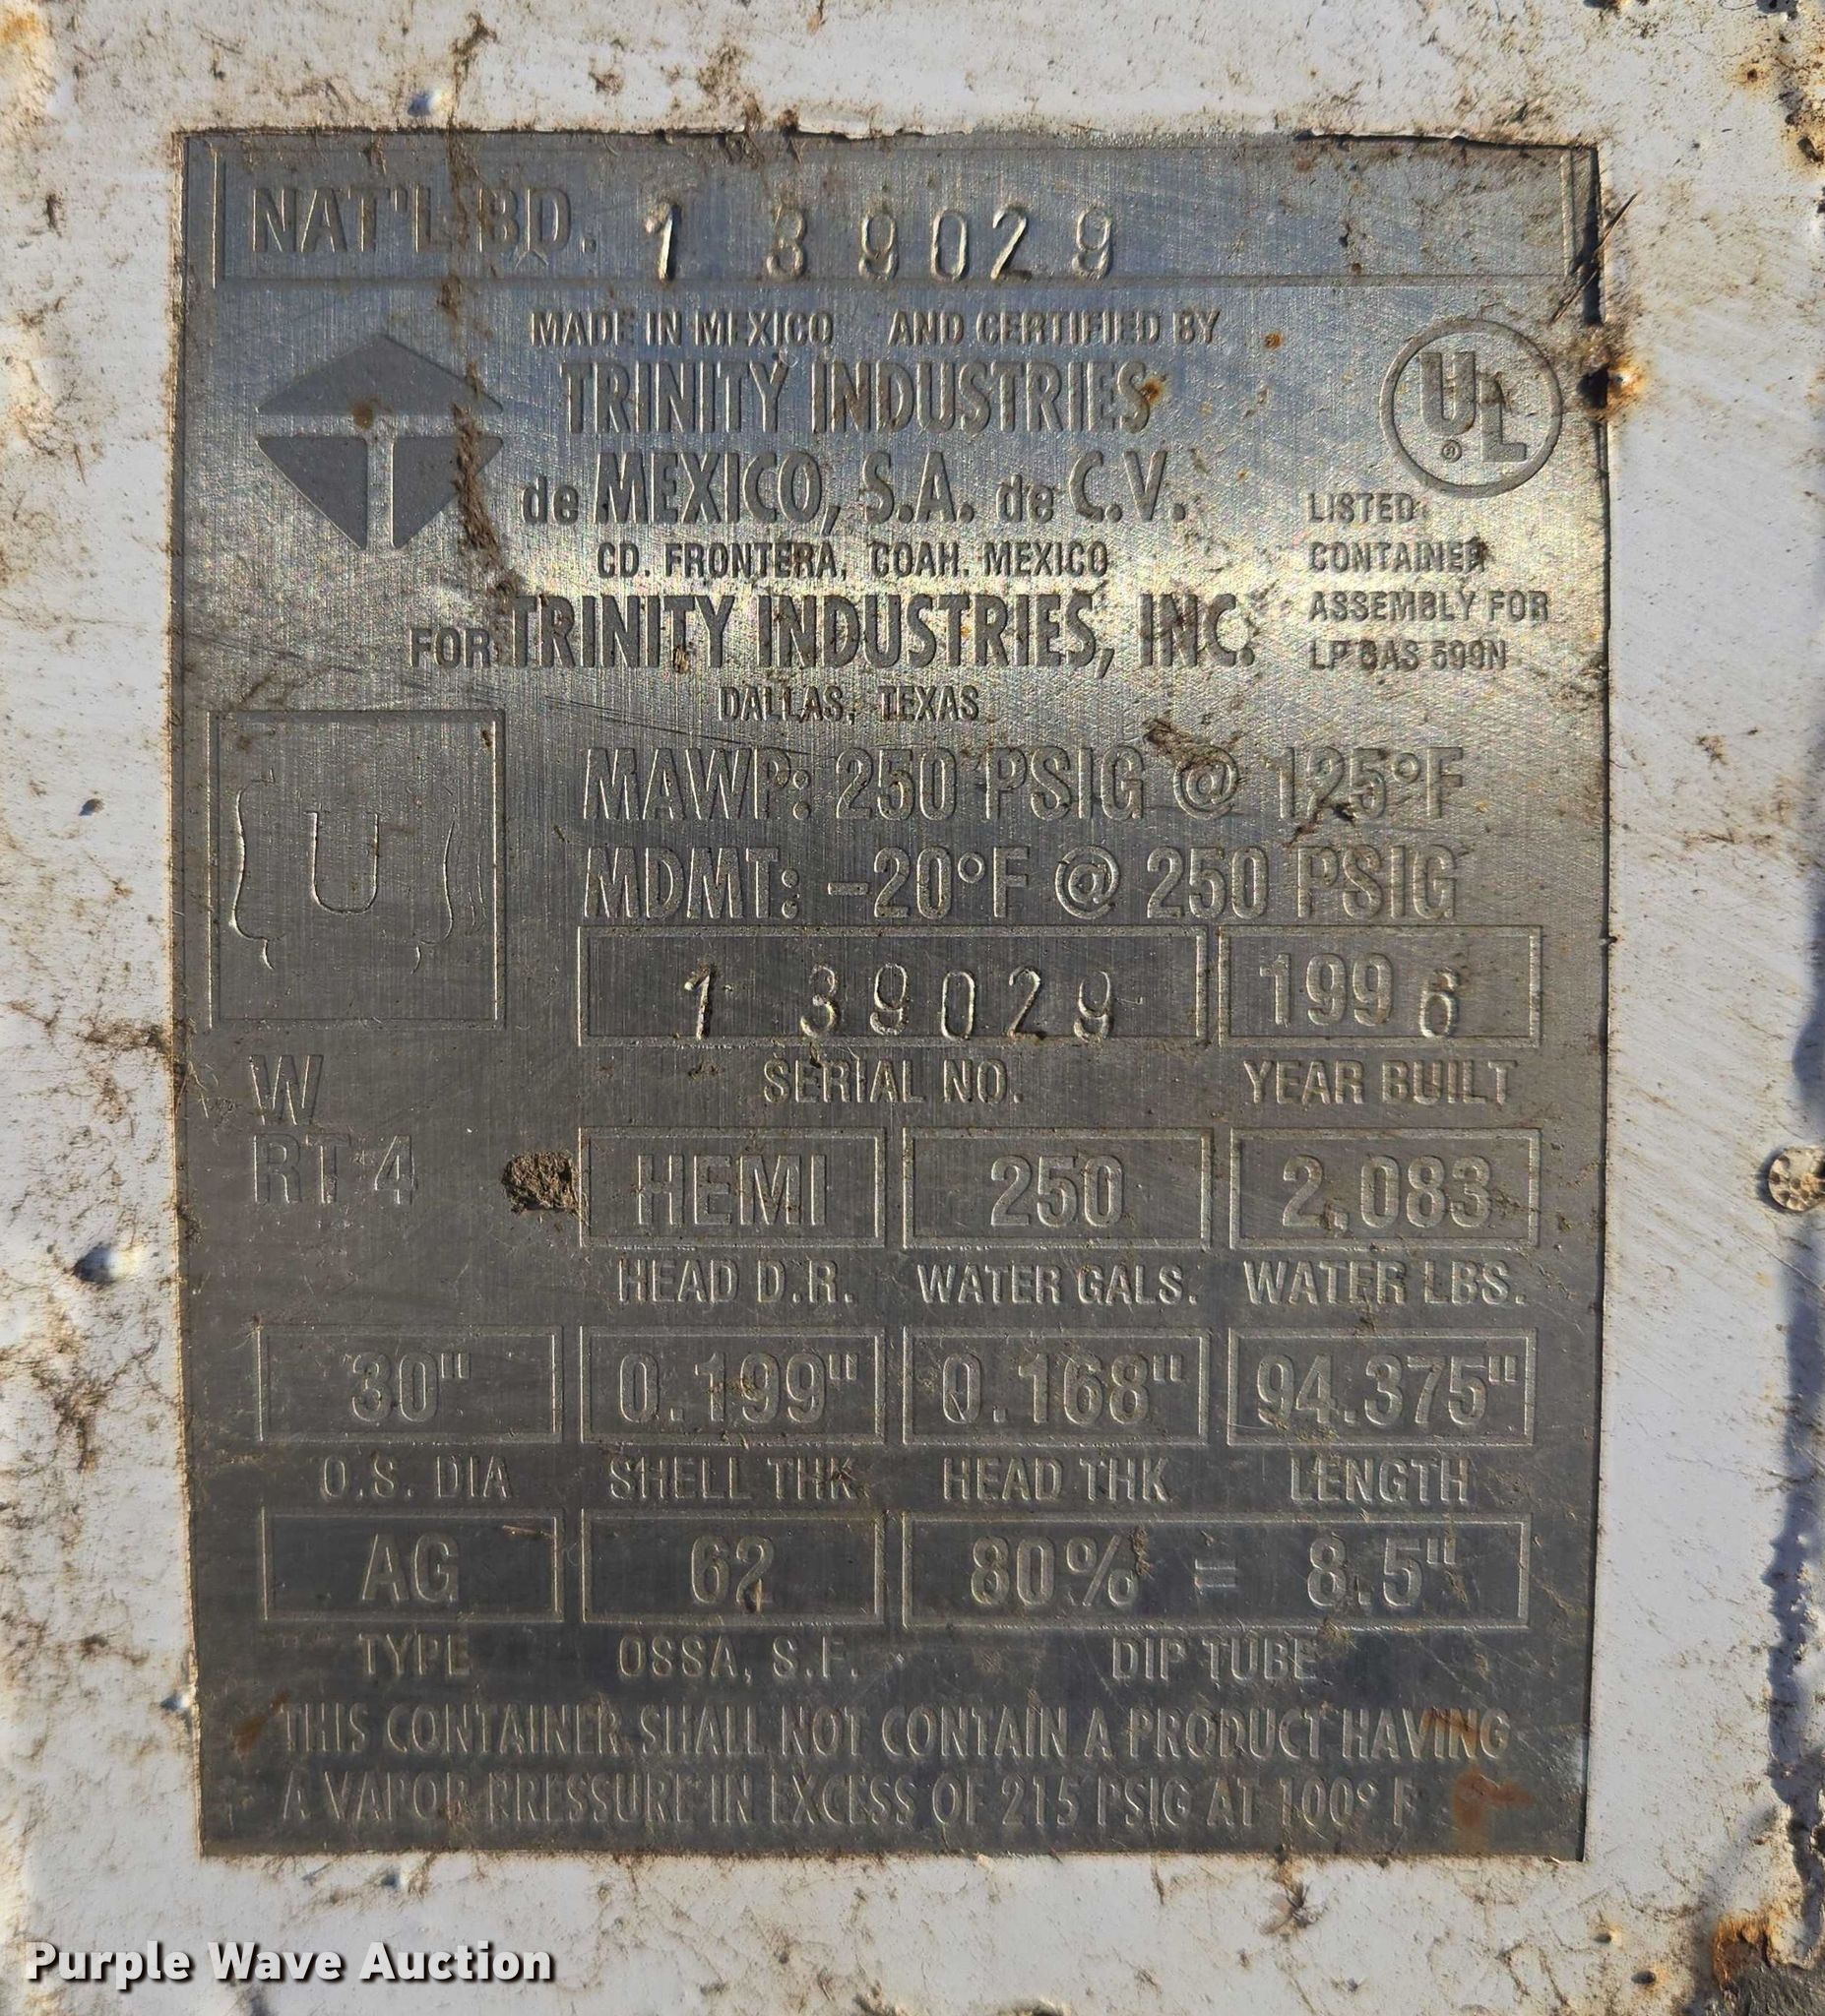 NAT'L BD. 1 39029
MADE IN MEXICO AND CERTIFIED BY
TRINITY INDUSTRIES
de MEXICO, S.A. de C.V.
CD. FRONTERA, COAH. MEXICO
FOR TRINITY INDUSTRIES, INC.
DALLAS, TEXAS
UL
®
LISTED
CONTAINER
ASSEMBLY FOR
LP GAS 599N
U
W
RT 4
MAWP: 250 PSIG @ 125°F
MDMT: -20°F @ 250 PSIG
1 39029 1996
SERIAL NO. YEAR BUILT
HEMI 250 2,083
HEAD D.R. WATER GALS. WATER LBS.
30" 0.199" 0.168" 94.375"
O.S. DIA SHELL THK HEAD THK LENGTH
AG 62 80% = 8.5"
TYPE OSSA, S.F. DIP TUBE
THIS CONTAINER SHALL NOT CONTAIN A PRODUCT HAVING
A VAPOR PRESSURE IN EXCESS OF 215 PSIG AT 100° F
Purple Wave Auction